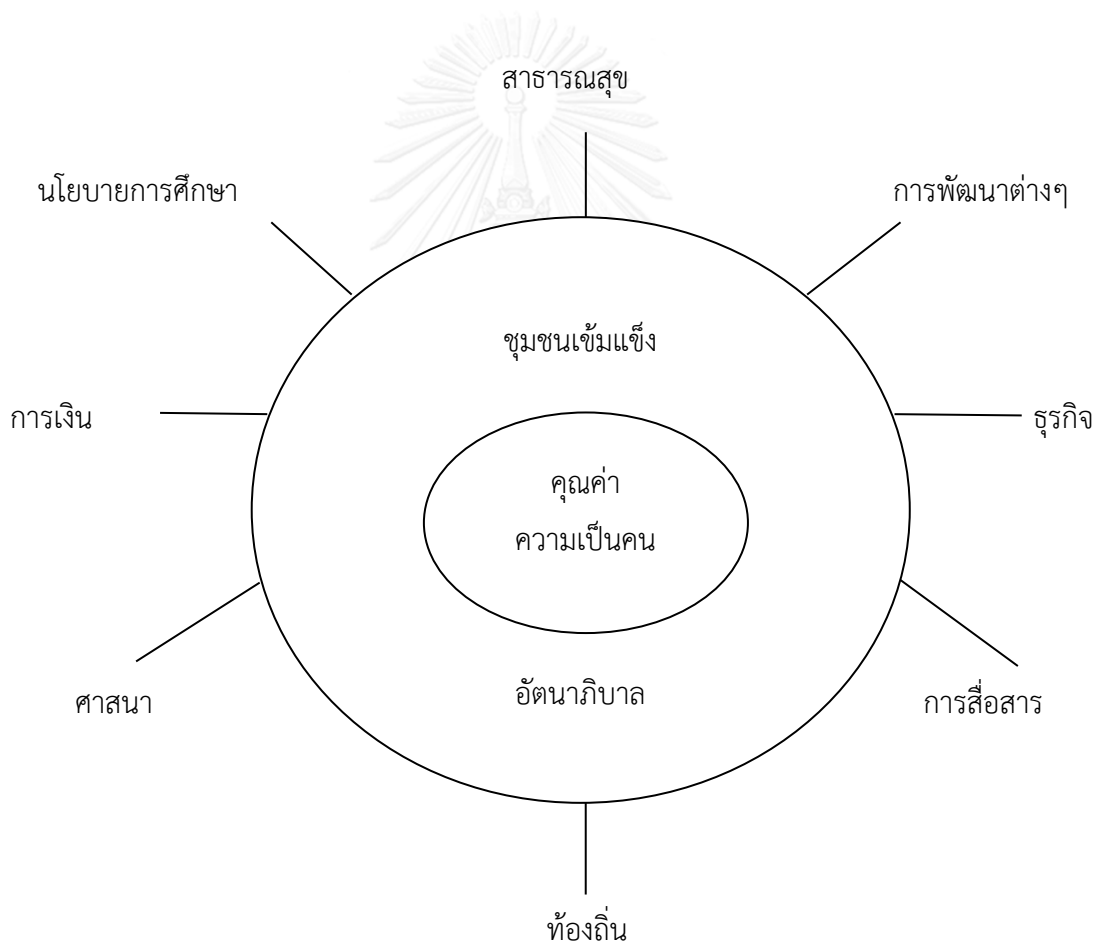 สาธารณสุข
นโยบายการศึกษา
การพัฒนาต่างๆ
ชุมชนเข้มแข็ง
การเงิน
ธุรกิจ
คุณค่า
ความเป็นคน
ศาสนา
อัตนาภิบาล
การสื่อสาร
ท้องถิ่น